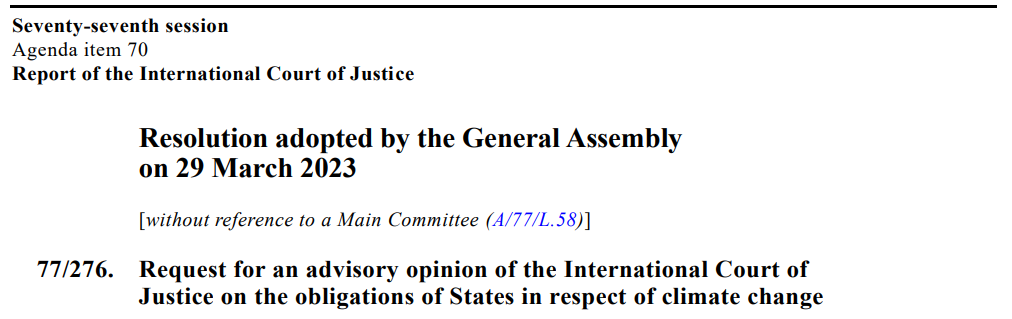 Seventy-seventh session
Agenda item 70
Report of the International Court of Justice
Resolution adopted by the General Assembly
on 29 March 2023
[without reference to a Main Committee (A/77/L.58)]
77/276. Request for an advisory opinion of the International Court of
Justice on the obligations of States in respect of climate change